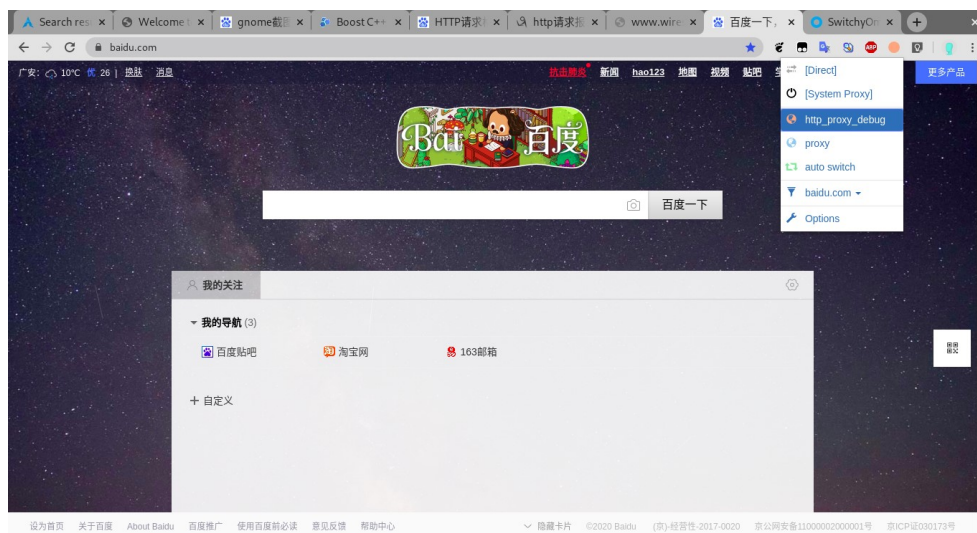 Search res Welcome t gnome截图 Boost C++ HTTP请求 http请求报 www.wire 百度一下, SwitchyOm
baidu.com
广安: 10℃ 优 26 | 换肤 消息 抗击肺炎 新闻 hao123 地图 视频 贴吧 更多产品
[Direct]
[System Proxy]
http_proxy_debug
proxy
auto switch
baidu.com
Options
Bai 百度
百度一下
我的关注
我的导航 (3)
百度贴吧 淘宝网 163邮箱
+ 自定义
设为首页 关于百度 About Baidu 百度推广 使用百度前必读 意见反馈 帮助中心 隐藏卡片 ©2020 Baidu (京)-经营性-2017-0020 京公网安备11000002000001号 京ICP证030173号